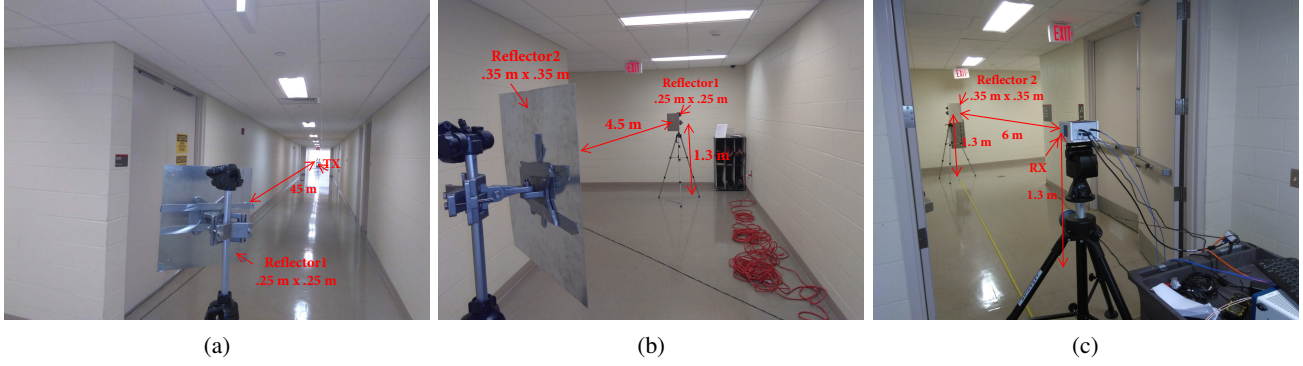 TX
45 m
Reflector1
.25 m x .25 m
(a)
Reflector2
.35 m x .35 m
EXIT
Reflector1
.25 m x .25 m
4.5 m
1.3 m
(b)
EXIT
EXIT
Reflector 2
.35 m x .35 m
6 m
1.3 m
RX
1.3 m
(c)